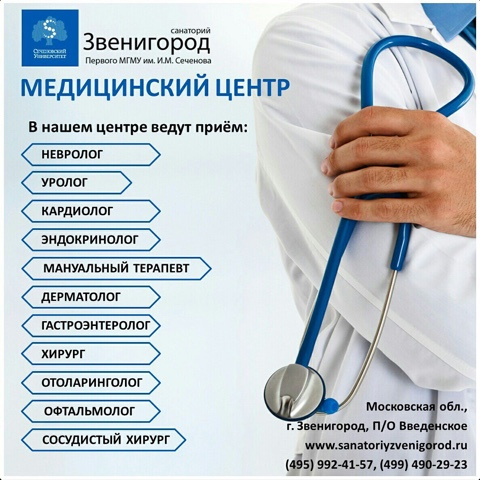 санаторий
Звенигород
Первого МГМУ им. И.М. Сеченова
Сеченовский
Университет
МЕДИЦИНСКИЙ ЦЕНТР
В нашем центре ведут приём:
НЕВРОЛОГ
УРОЛОГ
КАРДИОЛОГ
ЭНДОКРИНОЛОГ
МАНУАЛЬНЫЙ ТЕРАПЕВТ
ДЕРМАТОЛОГ
ГАСТРОЭНТЕРОЛОГ
ХИРУРГ
ОТОЛАРИНГОЛОГ
ОФТАЛЬМОЛОГ
СОСУДИСТЫЙ ХИРУРГ
Московская обл.,
г. Звенигород, П/О Введенское
www.sanatoriyzvenigorod.ru
(495) 992-41-57, (499) 490-29-23